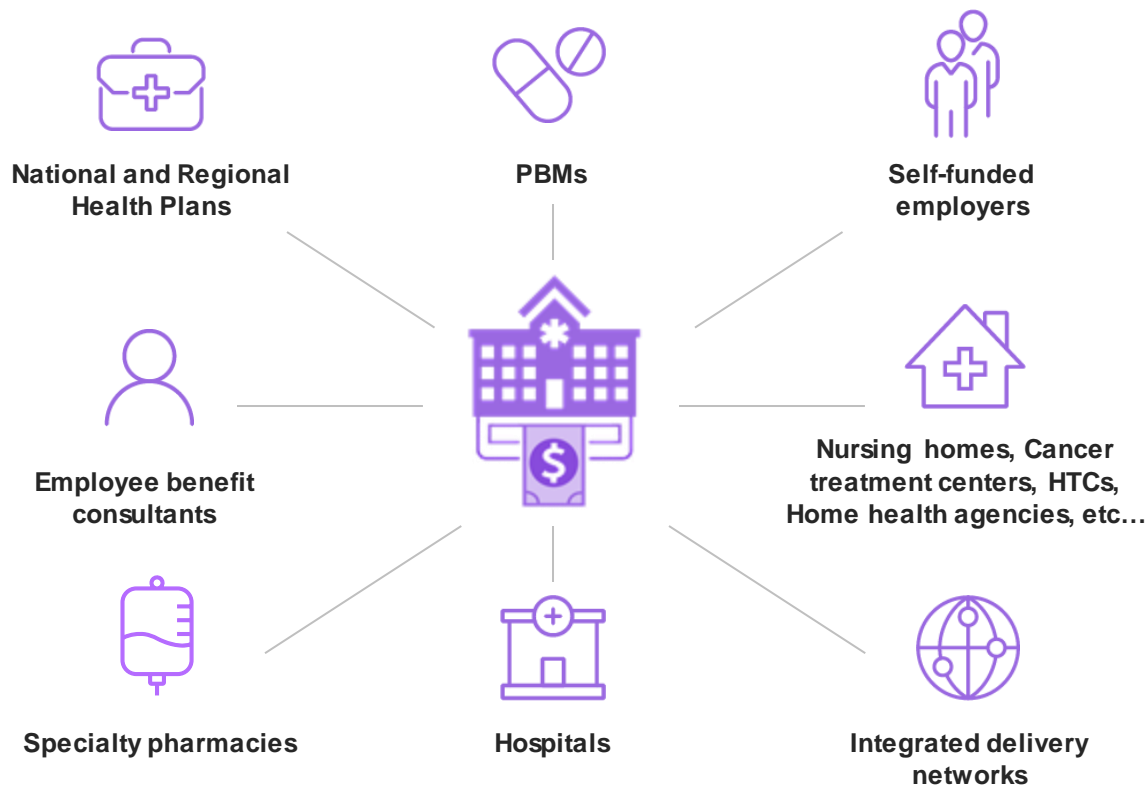 National and Regional
Health Plans
PBMs
Self-funded
employers
Employee benefit
consultants
$
Nursing homes, Cancer
treatment centers, HTCs,
Home health agencies, etc…
Specialty pharmacies
Hospitals
Integrated delivery
networks